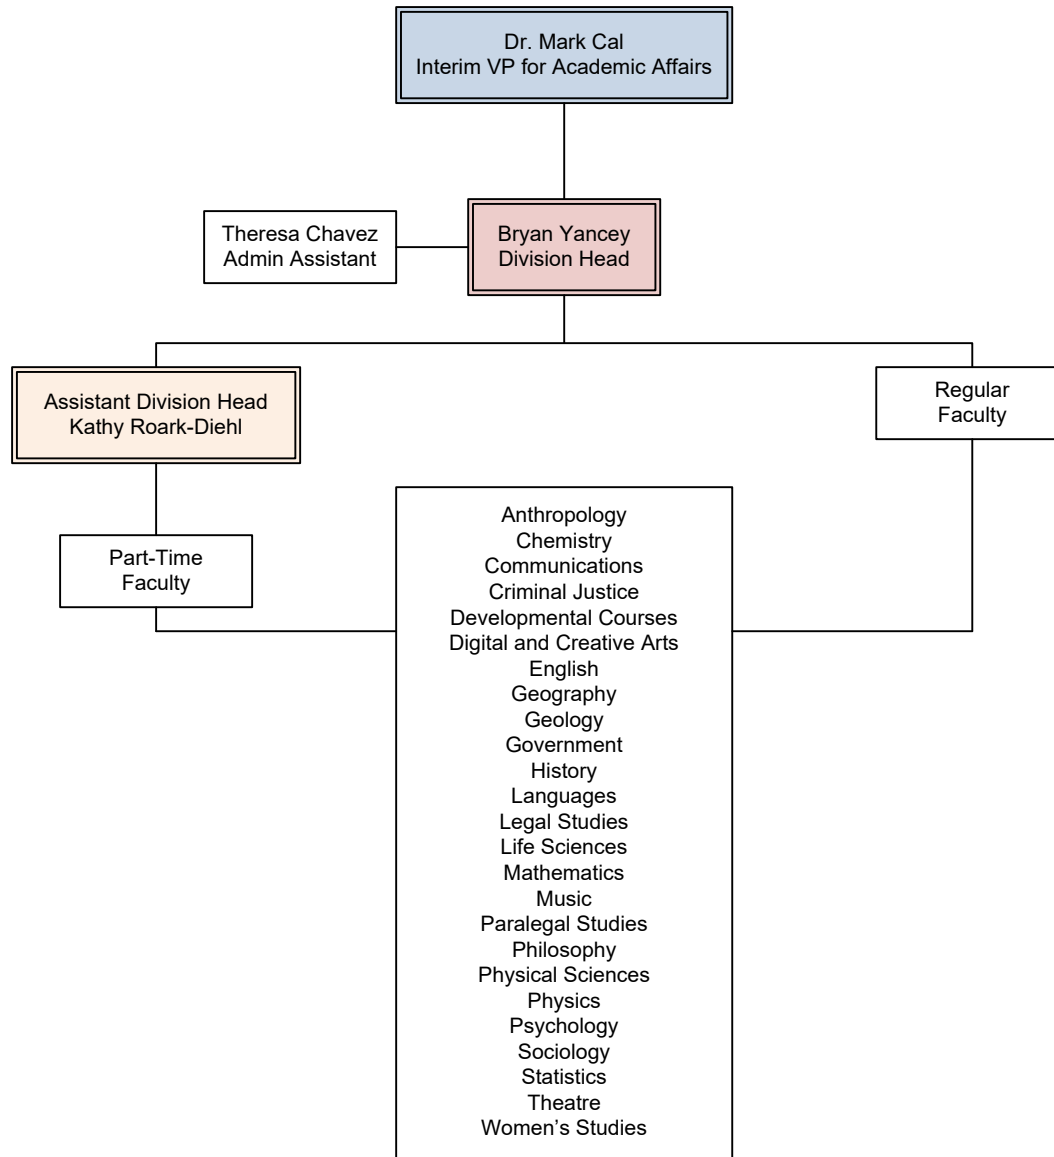 Dr. Mark Cal
Interim VP for Academic Affairs
Theresa Chavez
Admin Assistant
Bryan Yancey
Division Head
Assistant Division Head
Kathy Roark-Diehl
Regular
Faculty
Part-Time
Faculty
Anthropology
Chemistry
Communications
Criminal Justice
Developmental Courses
Digital and Creative Arts
English
Geography
Geology
Government
History
Languages
Legal Studies
Life Sciences
Mathematics
Music
Paralegal Studies
Philosophy
Physical Sciences
Physics
Psychology
Sociology
Statistics
Theatre
Women’s Studies